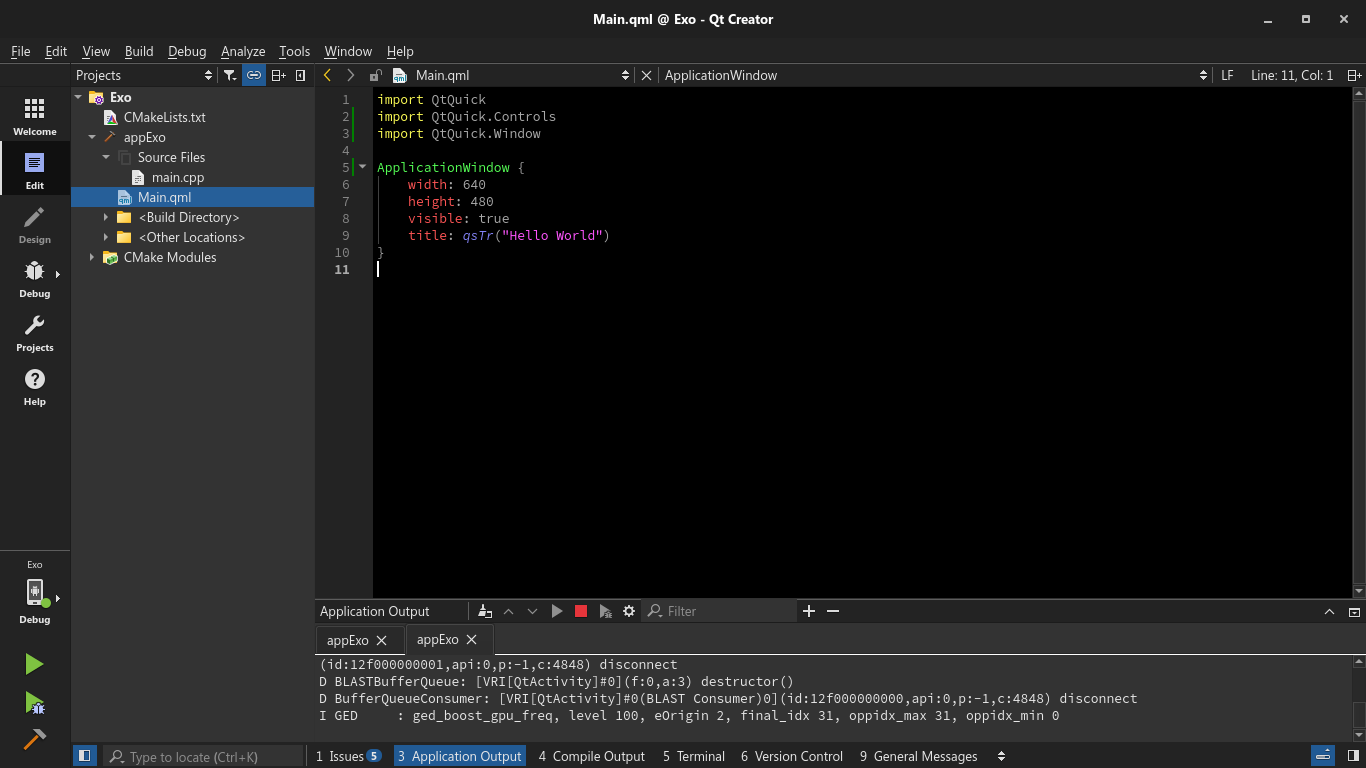 Main.qml @ Exo - Qt Creator
File Edit View Build Debug Analyze Tools Window Help
Projects
Main.qml
ApplicationWindow
LF
Line: 11, Col: 1
Welcome
Edit
Design
Debug
Projects
Help
Exo
Debug
Exo
CMakeLists.txt
appExo
Source Files
main.cpp
Main.qml
<Build Directory>
<Other Locations>
CMake Modules
1 import QtQuick
2 import QtQuick.Controls
3 import QtQuick.Window
4
5 ApplicationWindow {
6     width: 640
7     height: 480
8     visible: true
9     title: qsTr("Hello World")
10 }
11
Application Output
Filter
appExo
appExo
(id:12f000000001,api:0,p:-1,c:4848) disconnect
D BLASTBufferQueue: [VRI[QtActivity]#0](f:0,a:3) destructor()
D BufferQueueConsumer: [VRI[QtActivity]#0(BLAST Consumer)0](id:12f000000000,api:0,p:-1,c:4848) disconnect
I GED     : ged_boost_gpu_freq, level 100, eOrigin 2, final_idx 31, oppidx_max 31, oppidx_min 0
Type to locate (Ctrl+K)
1 Issues 5
3 Application Output
4 Compile Output
5 Terminal
6 Version Control
9 General Messages